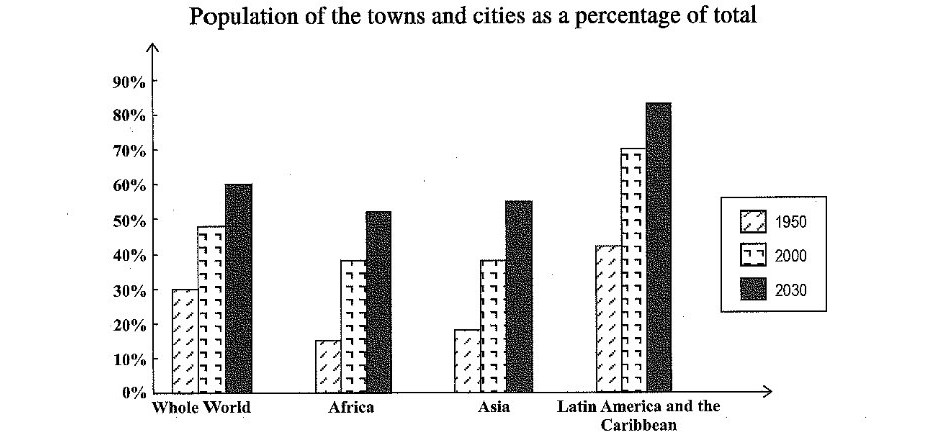 Population of the towns and cities as a percentage of total
90%
80%
70%
60%
50%
40%
30%
20%
10%
0%
1950
2000
2030
Whole World
Africa
Asia
Latin America and the
Caribbean